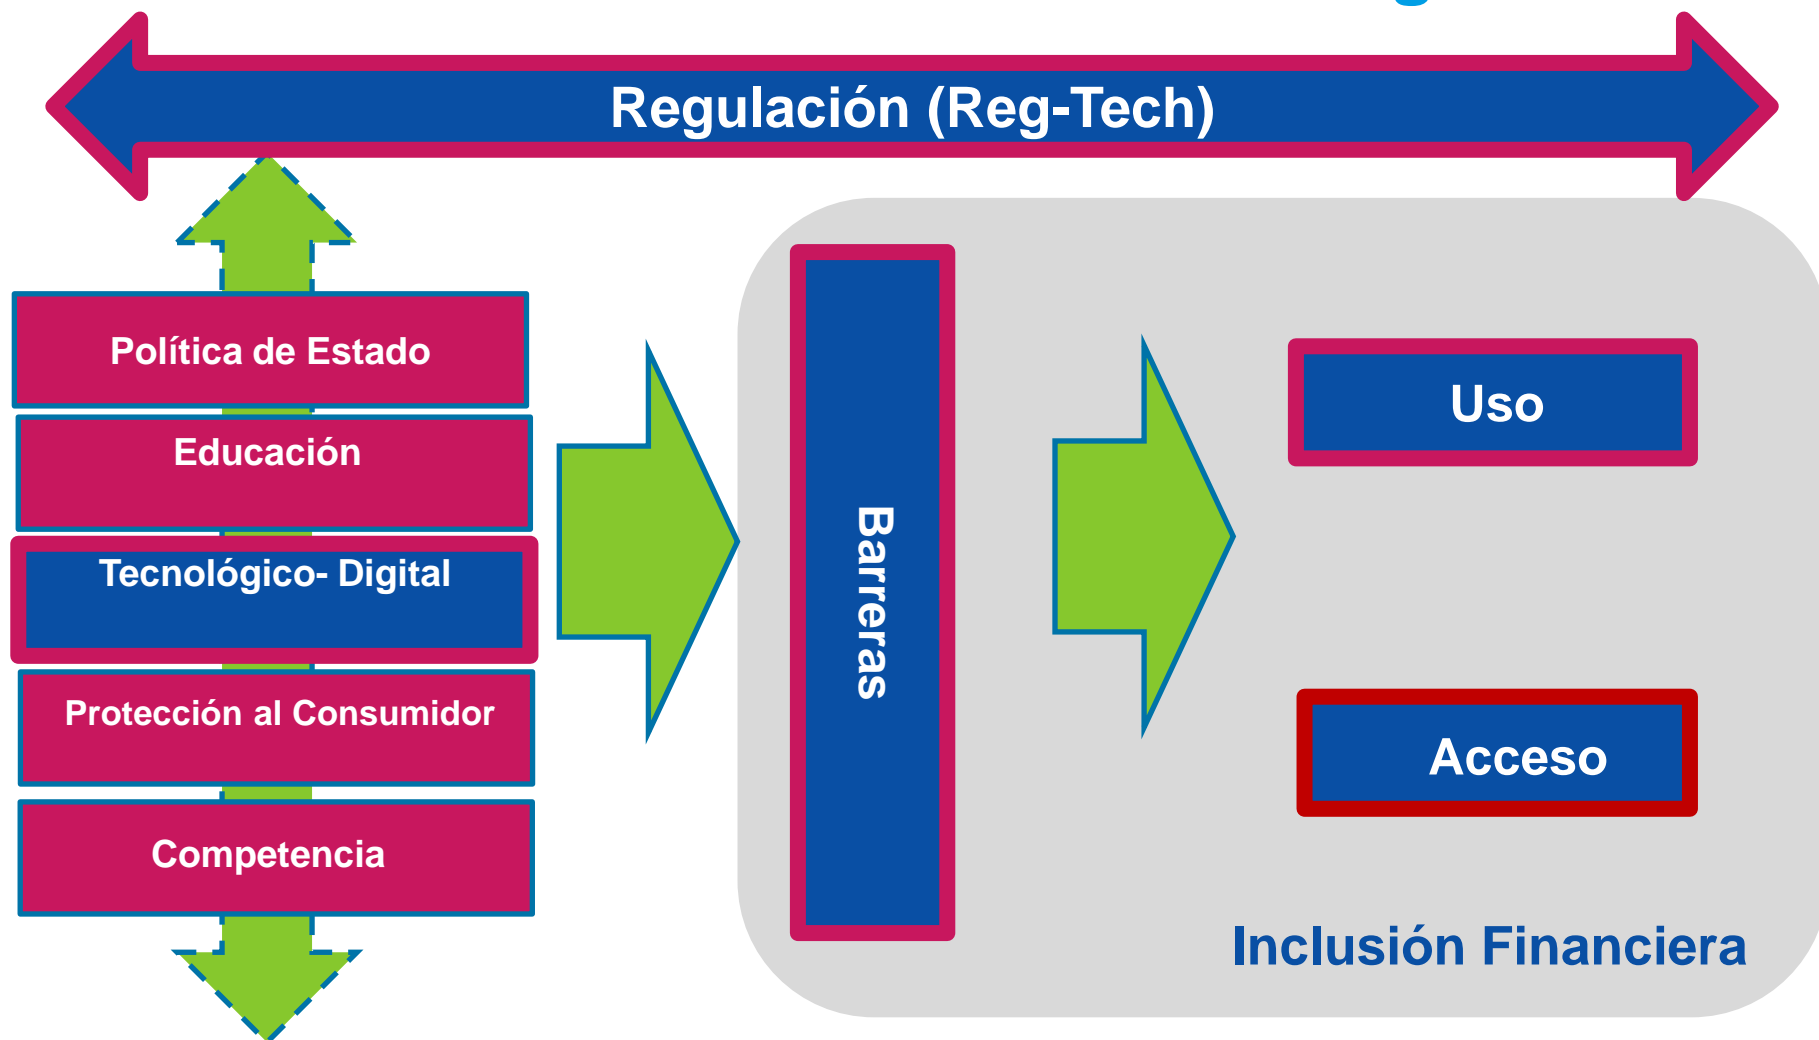 Regulación (Reg-Tech)
Política de Estado
Educación
Tecnológico- Digital
Protección al Consumidor
Competencia
Barreras
Uso
Acceso
Inclusión Financiera